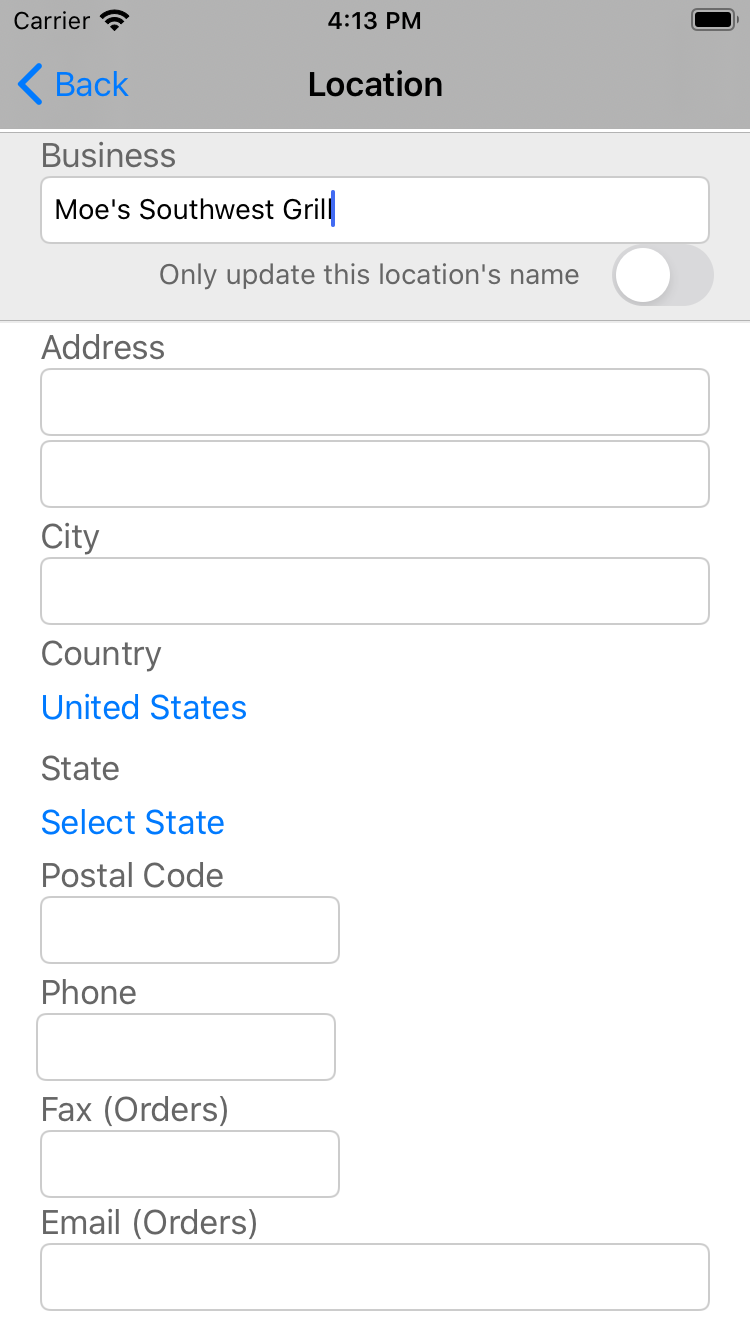 Carrier 4:13 PM
Back Location
Business
Moe's Southwest Grill
Only update this location's name
Address
City
Country
United States
State
Select State
Postal Code
Phone
Fax (Orders)
Email (Orders)